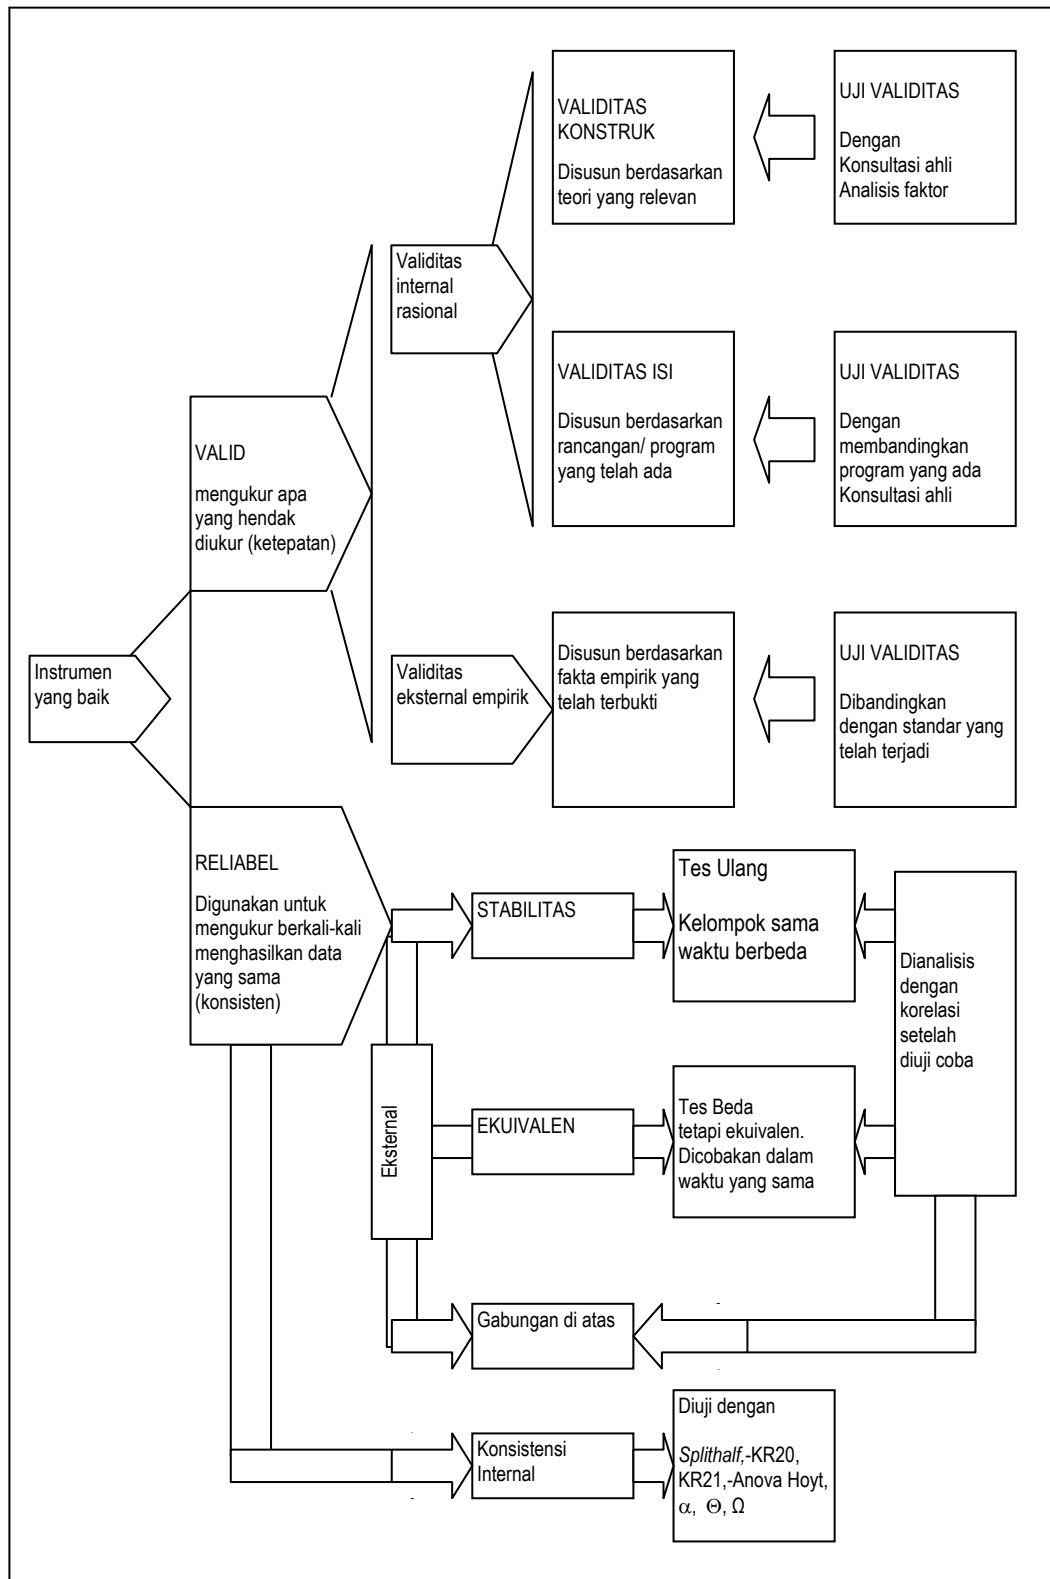 VALIDITAS
KONSTRUK
Disusun berdasarkan
teori yang relevan
UJI VALIDITAS
Dengan
Konsultasi ahli
Analisis faktor
Validitas
internal
rasional
VALIDITAS ISI
Disusun berdasarkan
rancangan/ program
yang telah ada
UJI VALIDITAS
Dengan
membandingkan
program yang ada
Konsultasi ahli
VALID
mengukur apa
yang hendak
diukur (ketepatan)
Instrumen
yang baik
Validitas
eksternal empirik
Disusun berdasarkan
fakta empirik yang
telah terbukti
UJI VALIDITAS
Dibandingkan
dengan standar yang
telah terjadi
RELIABEL
Digunakan untuk
mengukur berkali-kali
menghasilkan data
yang sama
(konsisten)
STABILITAS
Tes Ulang
Kelompok sama
waktu berbeda
Dianalisis
dengan
korelasi
setelah
diuji coba
Eksternal
EKUIVALEN
Tes Beda
tetapi ekuivalen.
Dicobakan dalam
waktu yang sama
Gabungan di atas
Konsistensi
Internal
Diuji dengan
Splithalf,-KR20,
KR21,-Anova Hoyt,
α, Θ, Ω